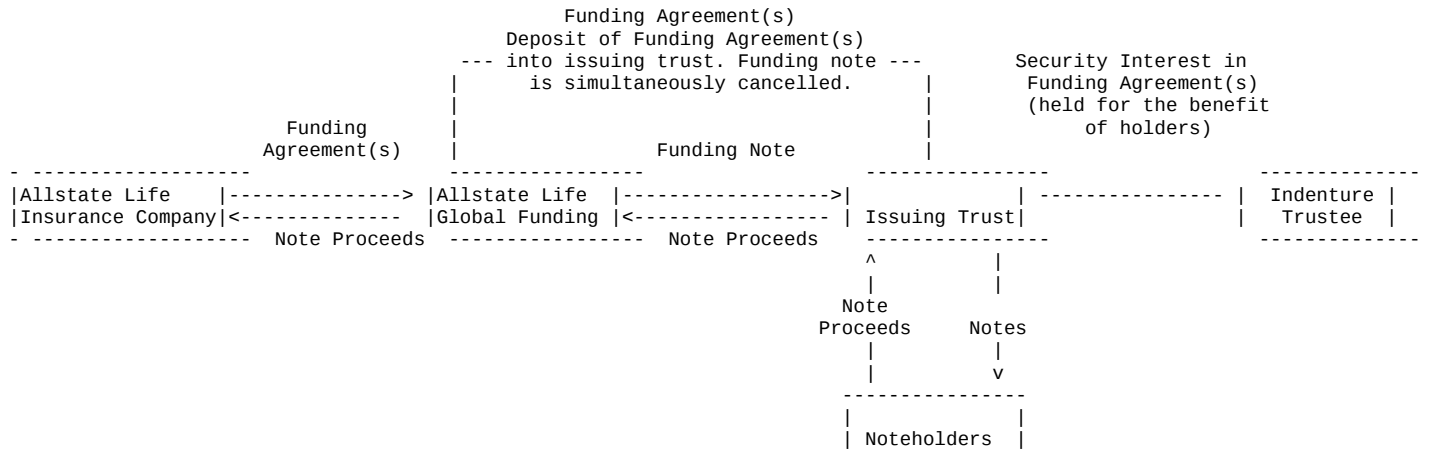 Funding Agreement(s)
Deposit of Funding Agreement(s)
--- into issuing trust. Funding note ---
is simultaneously cancelled.
Security Interest in
Funding Agreement(s)
(held for the benefit
of holders)
Funding
Agreement(s)
Funding Note
Allstate Life
Insurance Company
Allstate Life
Global Funding
Issuing Trust
Indenture
Trustee
Note Proceeds
Note Proceeds
Note
Proceeds
Notes
Noteholders